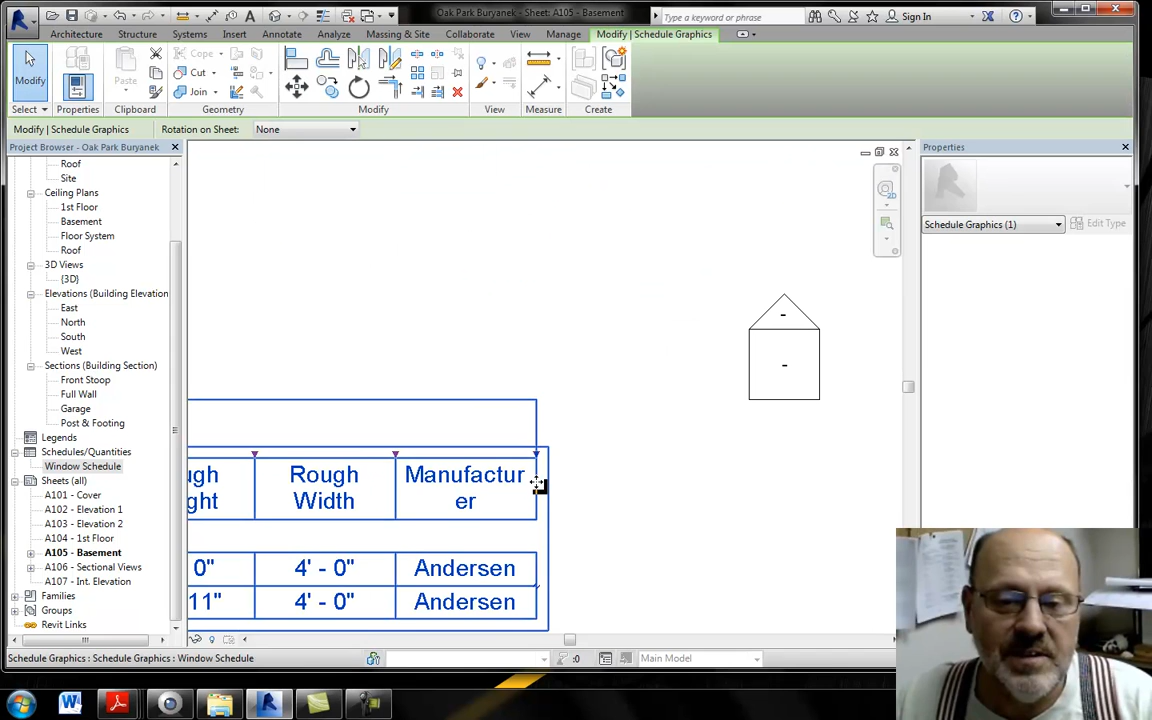 Oak Park Buryanek - Sheet: A105 - Basement
Type a keyword or phrase
Sign In
Architecture Structure Systems Insert Annotate Analyze Massing & Site Collaborate View Manage Modify | Schedule Graphics
Modify
Paste
Cope
Cut
Join
Select Properties Clipboard Geometry Modify View Measure Create
Modify | Schedule Graphics
Rotation on Sheet: None
Project Browser - Oak Park Buryanek
Roof
Site
Ceiling Plans
1st Floor
Basement
Floor System
Roof
3D Views
{3D}
Elevations (Building Elevation
East
North
South
West
Sections (Building Section)
Front Stoop
Full Wall
Garage
Post & Footing
Legends
Schedules/Quantities
Window Schedule
Sheets (all)
A101 - Cover
A102 - Elevation 1
A103 - Elevation 2
A104 - 1st Floor
A105 - Basement
A106 - Sectional Views
A107 - Int. Elevation
Families
Groups
Revit Links
ugh
ght
Rough
Width
Manufactur
er
0" 4' - 0" Andersen
11" 4' - 0" Andersen
-
-
2D
Properties
Schedule Graphics (1)
Edit Type
Schedule Graphics : Schedule Graphics : Window Schedule
:0
Main Model